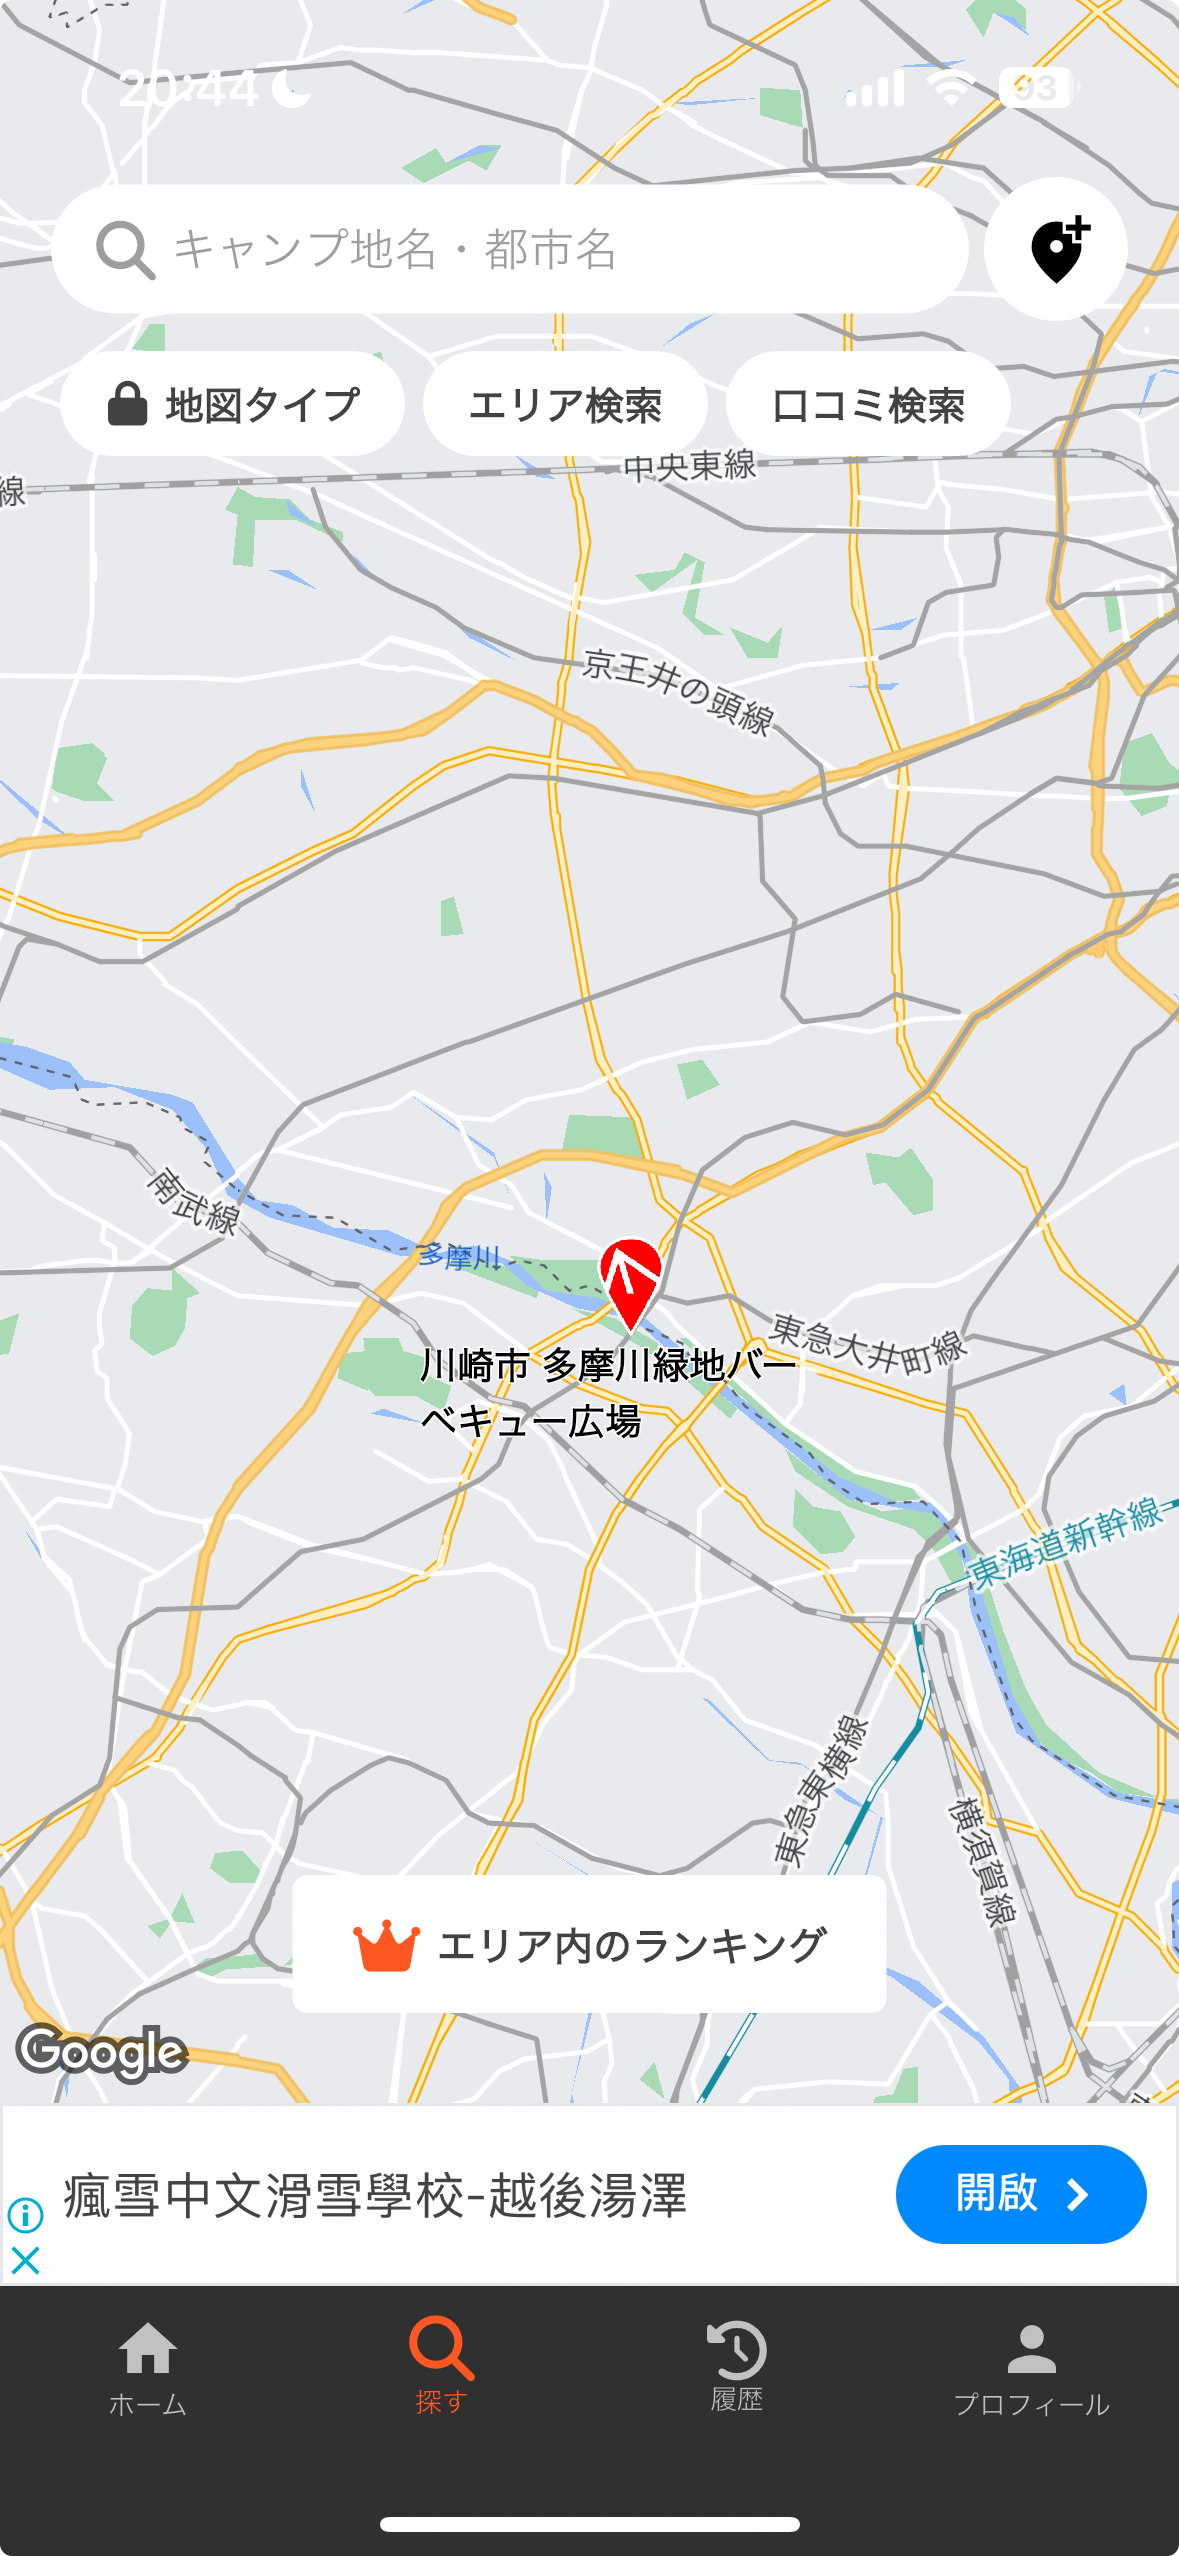 20:44
93
キャンプ地名・都市名
地図タイプ
エリア検索
口コミ検索
中央東線
線
京王井の頭線
南武線
多摩川
川崎市 多摩川緑地バー
ベキュー広場
東急大井町線
東海道新幹線
東急東横線
横須賀線
エリア内のランキング
Google
瘋雪中文滑雪學校-越後湯澤
開啟
ホーム
探す
履歴
プロフィール